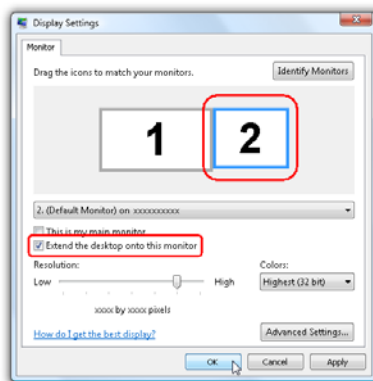 Display Settings
Monitor
Drag the icons to match your monitors.
Identify Monitors
1
2
2. (Default Monitor) on xxxxxxxxxx
This is my main monitor
Extend the desktop onto this monitor
Resolution:
Colors:
Low
High
Highest (32 bit)
xxxx by xxxx pixels
How do I get the best display?
Advanced Settings...
OK
Cancel
Apply